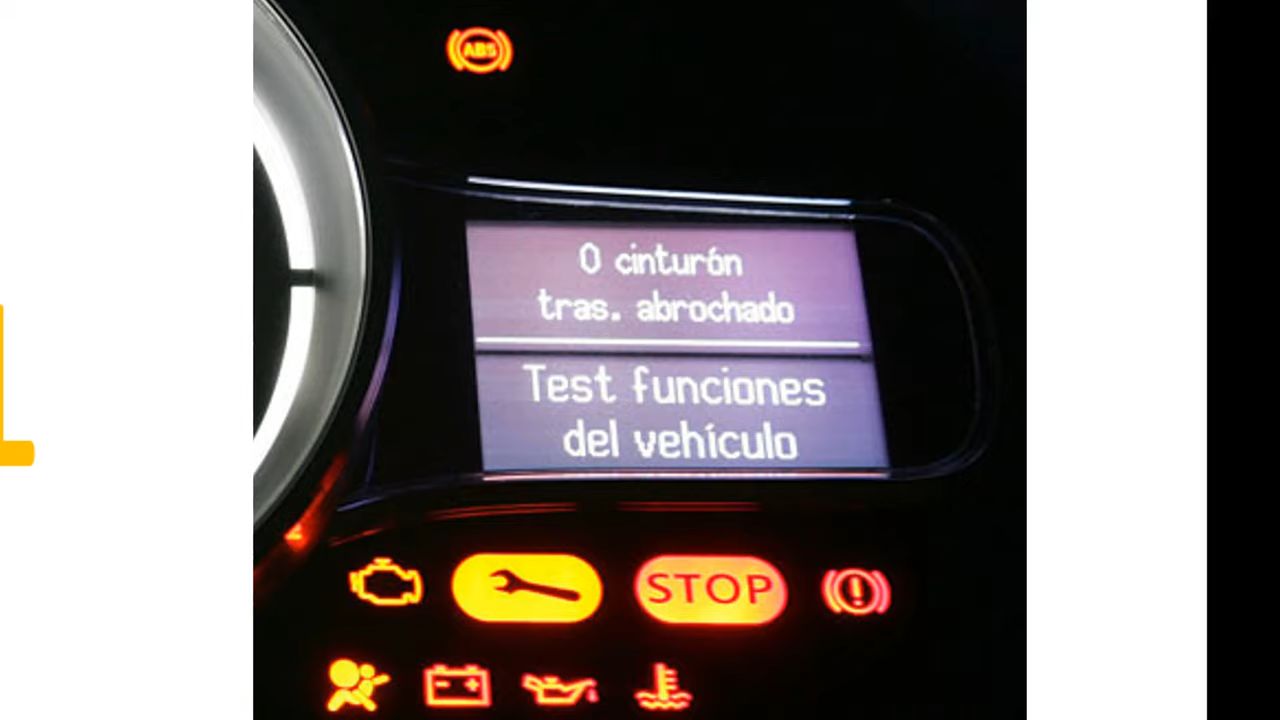 ABS
0 cinturón
tras. abrochado
Test funciones
del vehículo
STOP